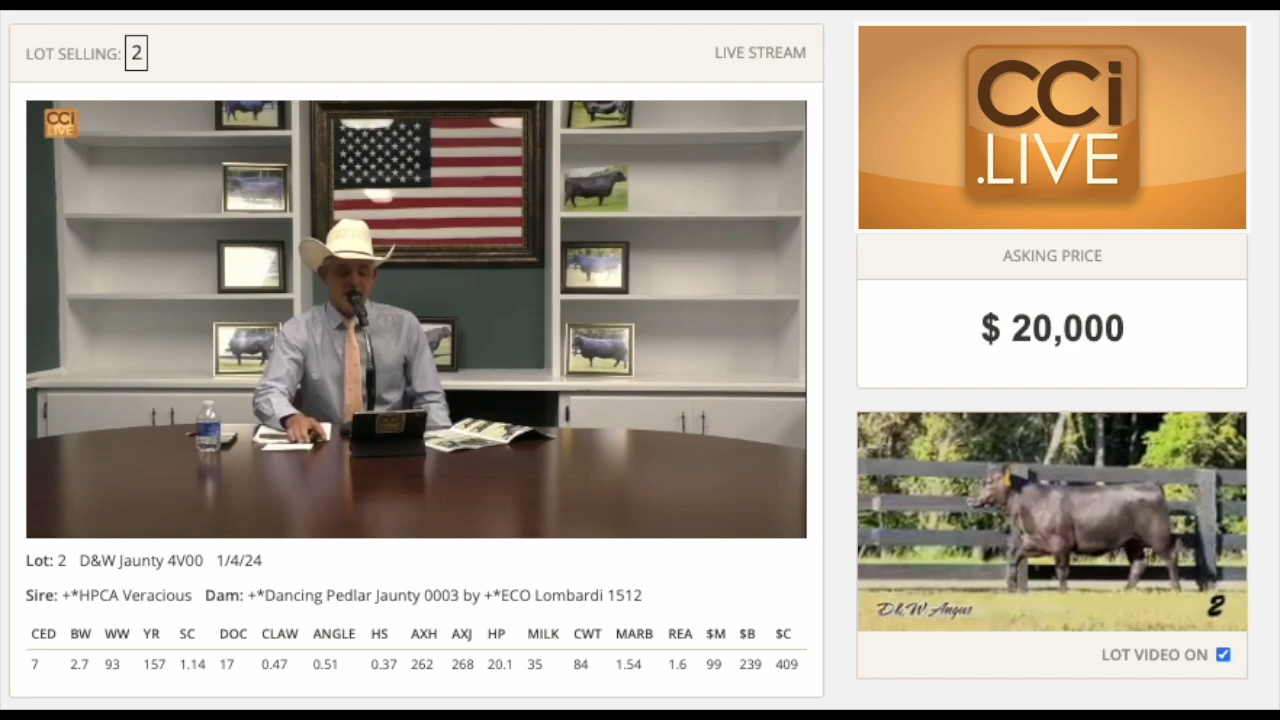 LOT SELLING: 2
LIVE STREAM
CCi
LIVE
Lot: 2 D&W Jaunty 4V00 1/4/24
Sire: +*HPCA Veracious Dam: +*Dancing Pedlar Jaunty 0003 by +*ECO Lombardi 1512
CED BW WW YR SC DOC CLAW ANGLE HS AXH AXJ HP MILK CWT MARB REA $M $B $C
7 2.7 93 157 1.14 17 0.47 0.51 0.37 262 268 20.1 35 84 1.54 1.6 99 239 409
CCi
.LIVE
ASKING PRICE
$ 20,000
D&W Angus 2
LOT VIDEO ON